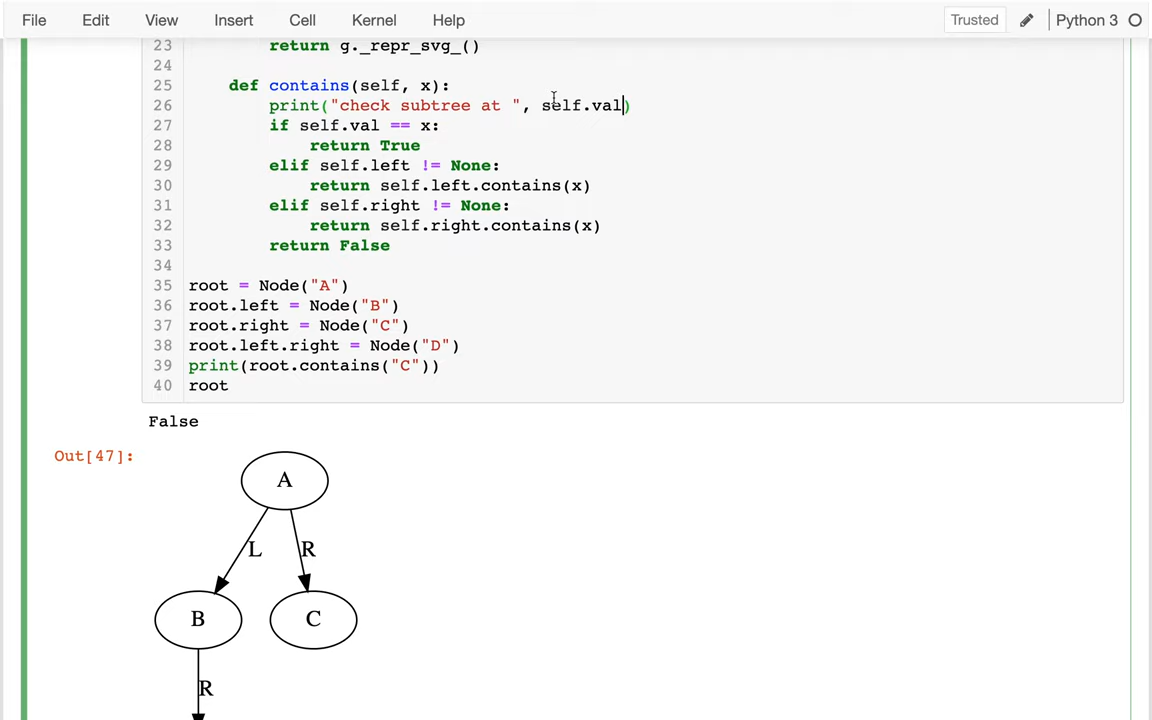 File Edit View Insert Cell Kernel Help Trusted Python 3
23         return g._repr_svg_()
24
25     def contains(self, x):
26         print("check subtree at ", self.val)
27         if self.val == x:
28             return True
29         elif self.left != None:
30             return self.left.contains(x)
31         elif self.right != None:
32             return self.right.contains(x)
33         return False
34
35 root = Node("A")
36 root.left = Node("B")
37 root.right = Node("C")
38 root.left.right = Node("D")
39 print(root.contains("C"))
40 root
False
Out[47]:
A
L R
B C
R